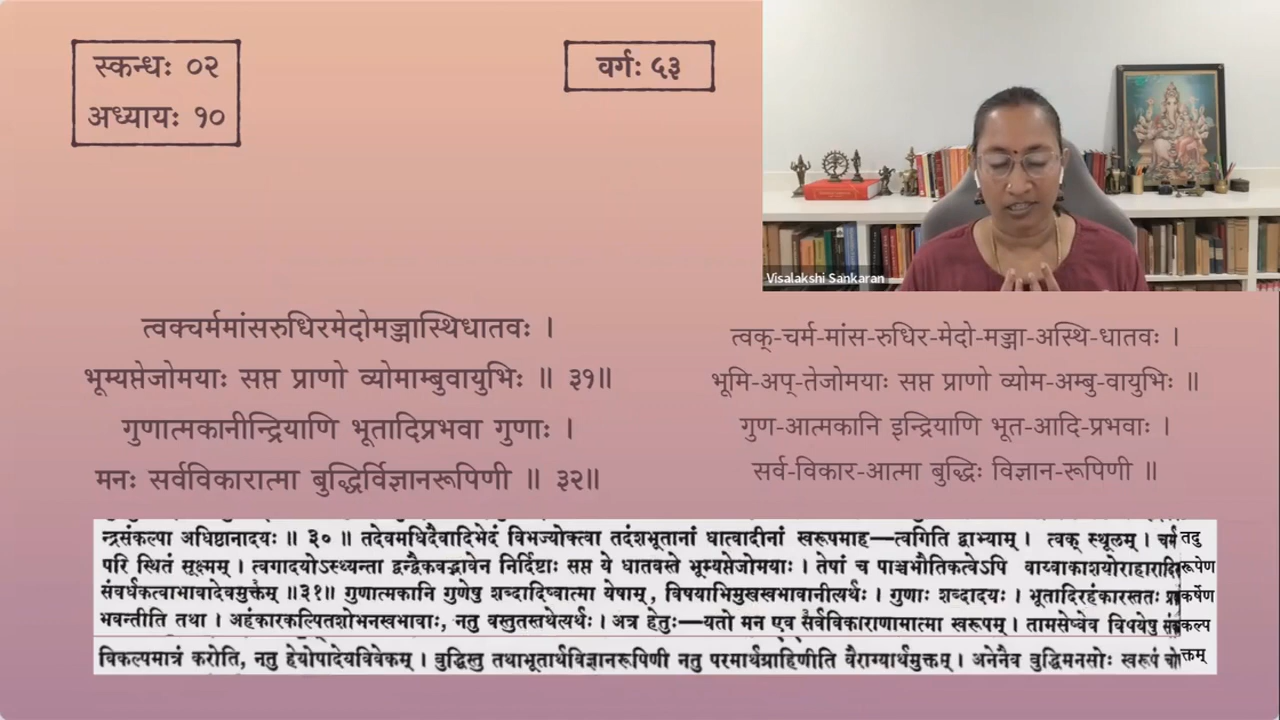 स्कन्धः ०२
अध्यायः १०
वर्गः ५३
Visalakshi Sankaran
त्वक्चर्ममांसरुधिरमेदोमज्जास्थिधातवः ।
भूम्यप्तेजोमयाः सप्त प्राणो व्योमाम्बुवायुभिः ॥ ३१॥
गुणात्मकानीन्द्रियाणि भूतादिप्रभवा गुणाः ।
मनः सर्वविकारात्मा बुद्धिर्विज्ञानरूपिणी ॥ ३२॥
त्वक्-चर्म-मांस-रुधिर-मेदो-मज्जा-अस्थि-धातवः ।
भूमि-अप्-तेजोमयाः सप्त प्राणो व्योम-अम्बु-वायुभिः ॥
गुण-आत्मकानि इन्द्रियाणि भूत-आदि-प्रभवाः ।
सर्व-विकार-आत्मा बुद्धिः विज्ञान-रूपिणी ॥
न्द्रसंकल्पा अधिष्ठानादयः ॥ ३० ॥ तदेवमधिदैवादिभेदं विभज्योक्त्वा तदंशभूतानां धात्वादीनां स्वरूपमाह—त्वगिति द्वाभ्याम् । त्वक् स्थूलम् । चर्म तदु
परि स्थितं सूक्ष्मम् । त्वगादयोऽस्थ्यन्ता द्वन्द्वैकवद्भावेन निर्दिष्टाः सप्त ये धातवस्ते भूम्यप्तेजोमयाः । तेषां च पाञ्चभौतिकत्वेऽपि वाय्वाकाशयोराहारादिरूपेण
संवर्धकत्वाभावादेवमुक्तम् ॥३१॥ गुणात्मकानि गुणेषु शब्दादिष्वात्मा येषाम् , विषयाभिमुखस्वभावानीत्यर्थः । गुणाः शब्दादयः । भूतादिरहंकारस्ततः प्रकर्षेण
भवन्तीति तथा । अहंकारकल्पितशोभनस्वभावाः, नतु वस्तुतस्तथेत्यर्थः । अत्र हेतुः—यतो मन एव सर्वविकाराणामात्मा स्वरूपम् । तामसेष्वेव विषयेषु संकल्प
विकल्पमात्रं करोति, नतु हेयोपादेयविवेकम् । बुद्धिस्तु तथाभूतार्थविज्ञानरूपिणी नतु परमार्थग्राहिणीति वैराग्यार्थमुक्तम् । अनेनैव बुद्धिमनसोः स्वरूपं चोक्तम्